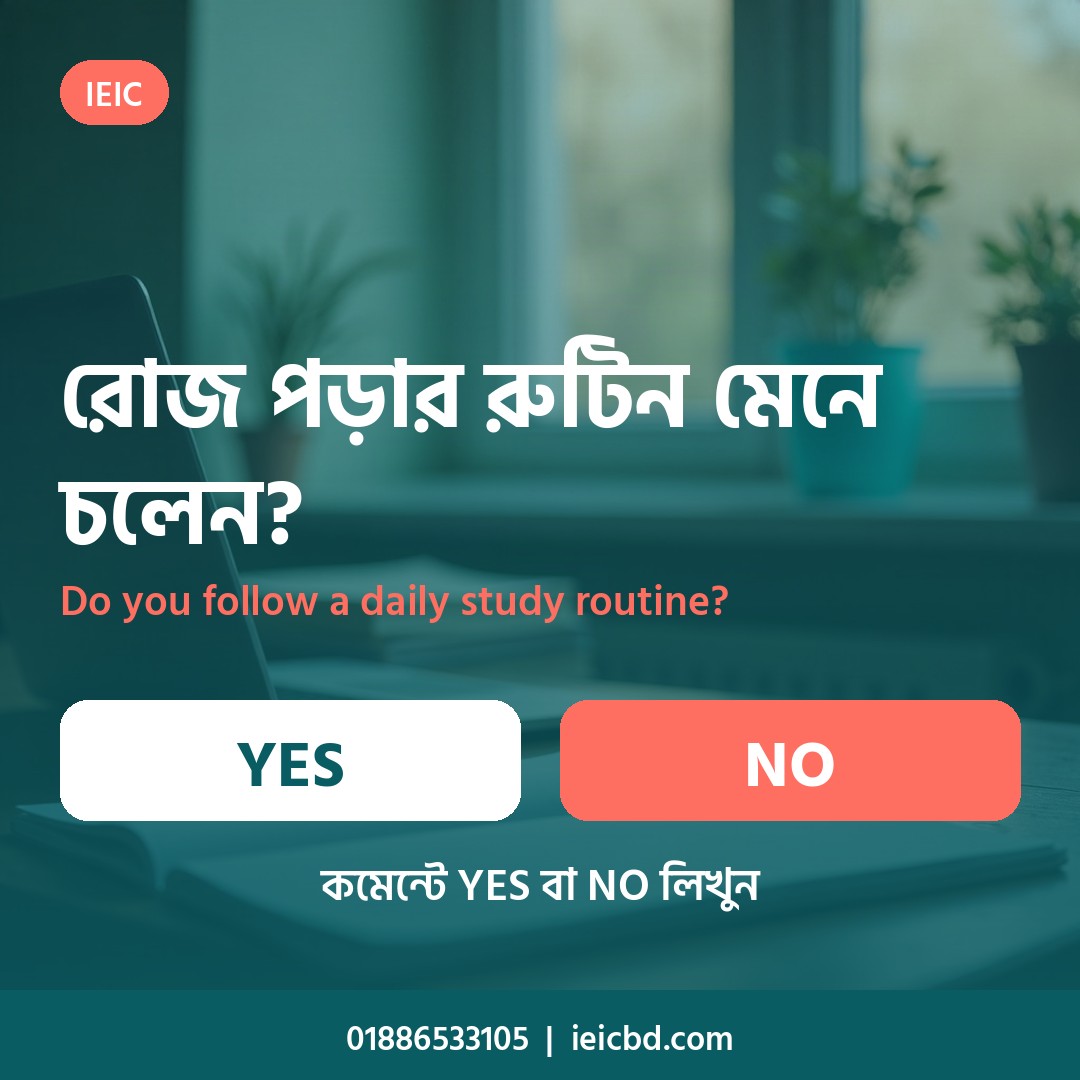 IEIC
রোজ পড়ার রুটিন মেনে
চলেন?
Do you follow a daily study routine?
YES
NO
কমেন্টে YES বা NO লিখুন
01886533105 | ieicbd.com